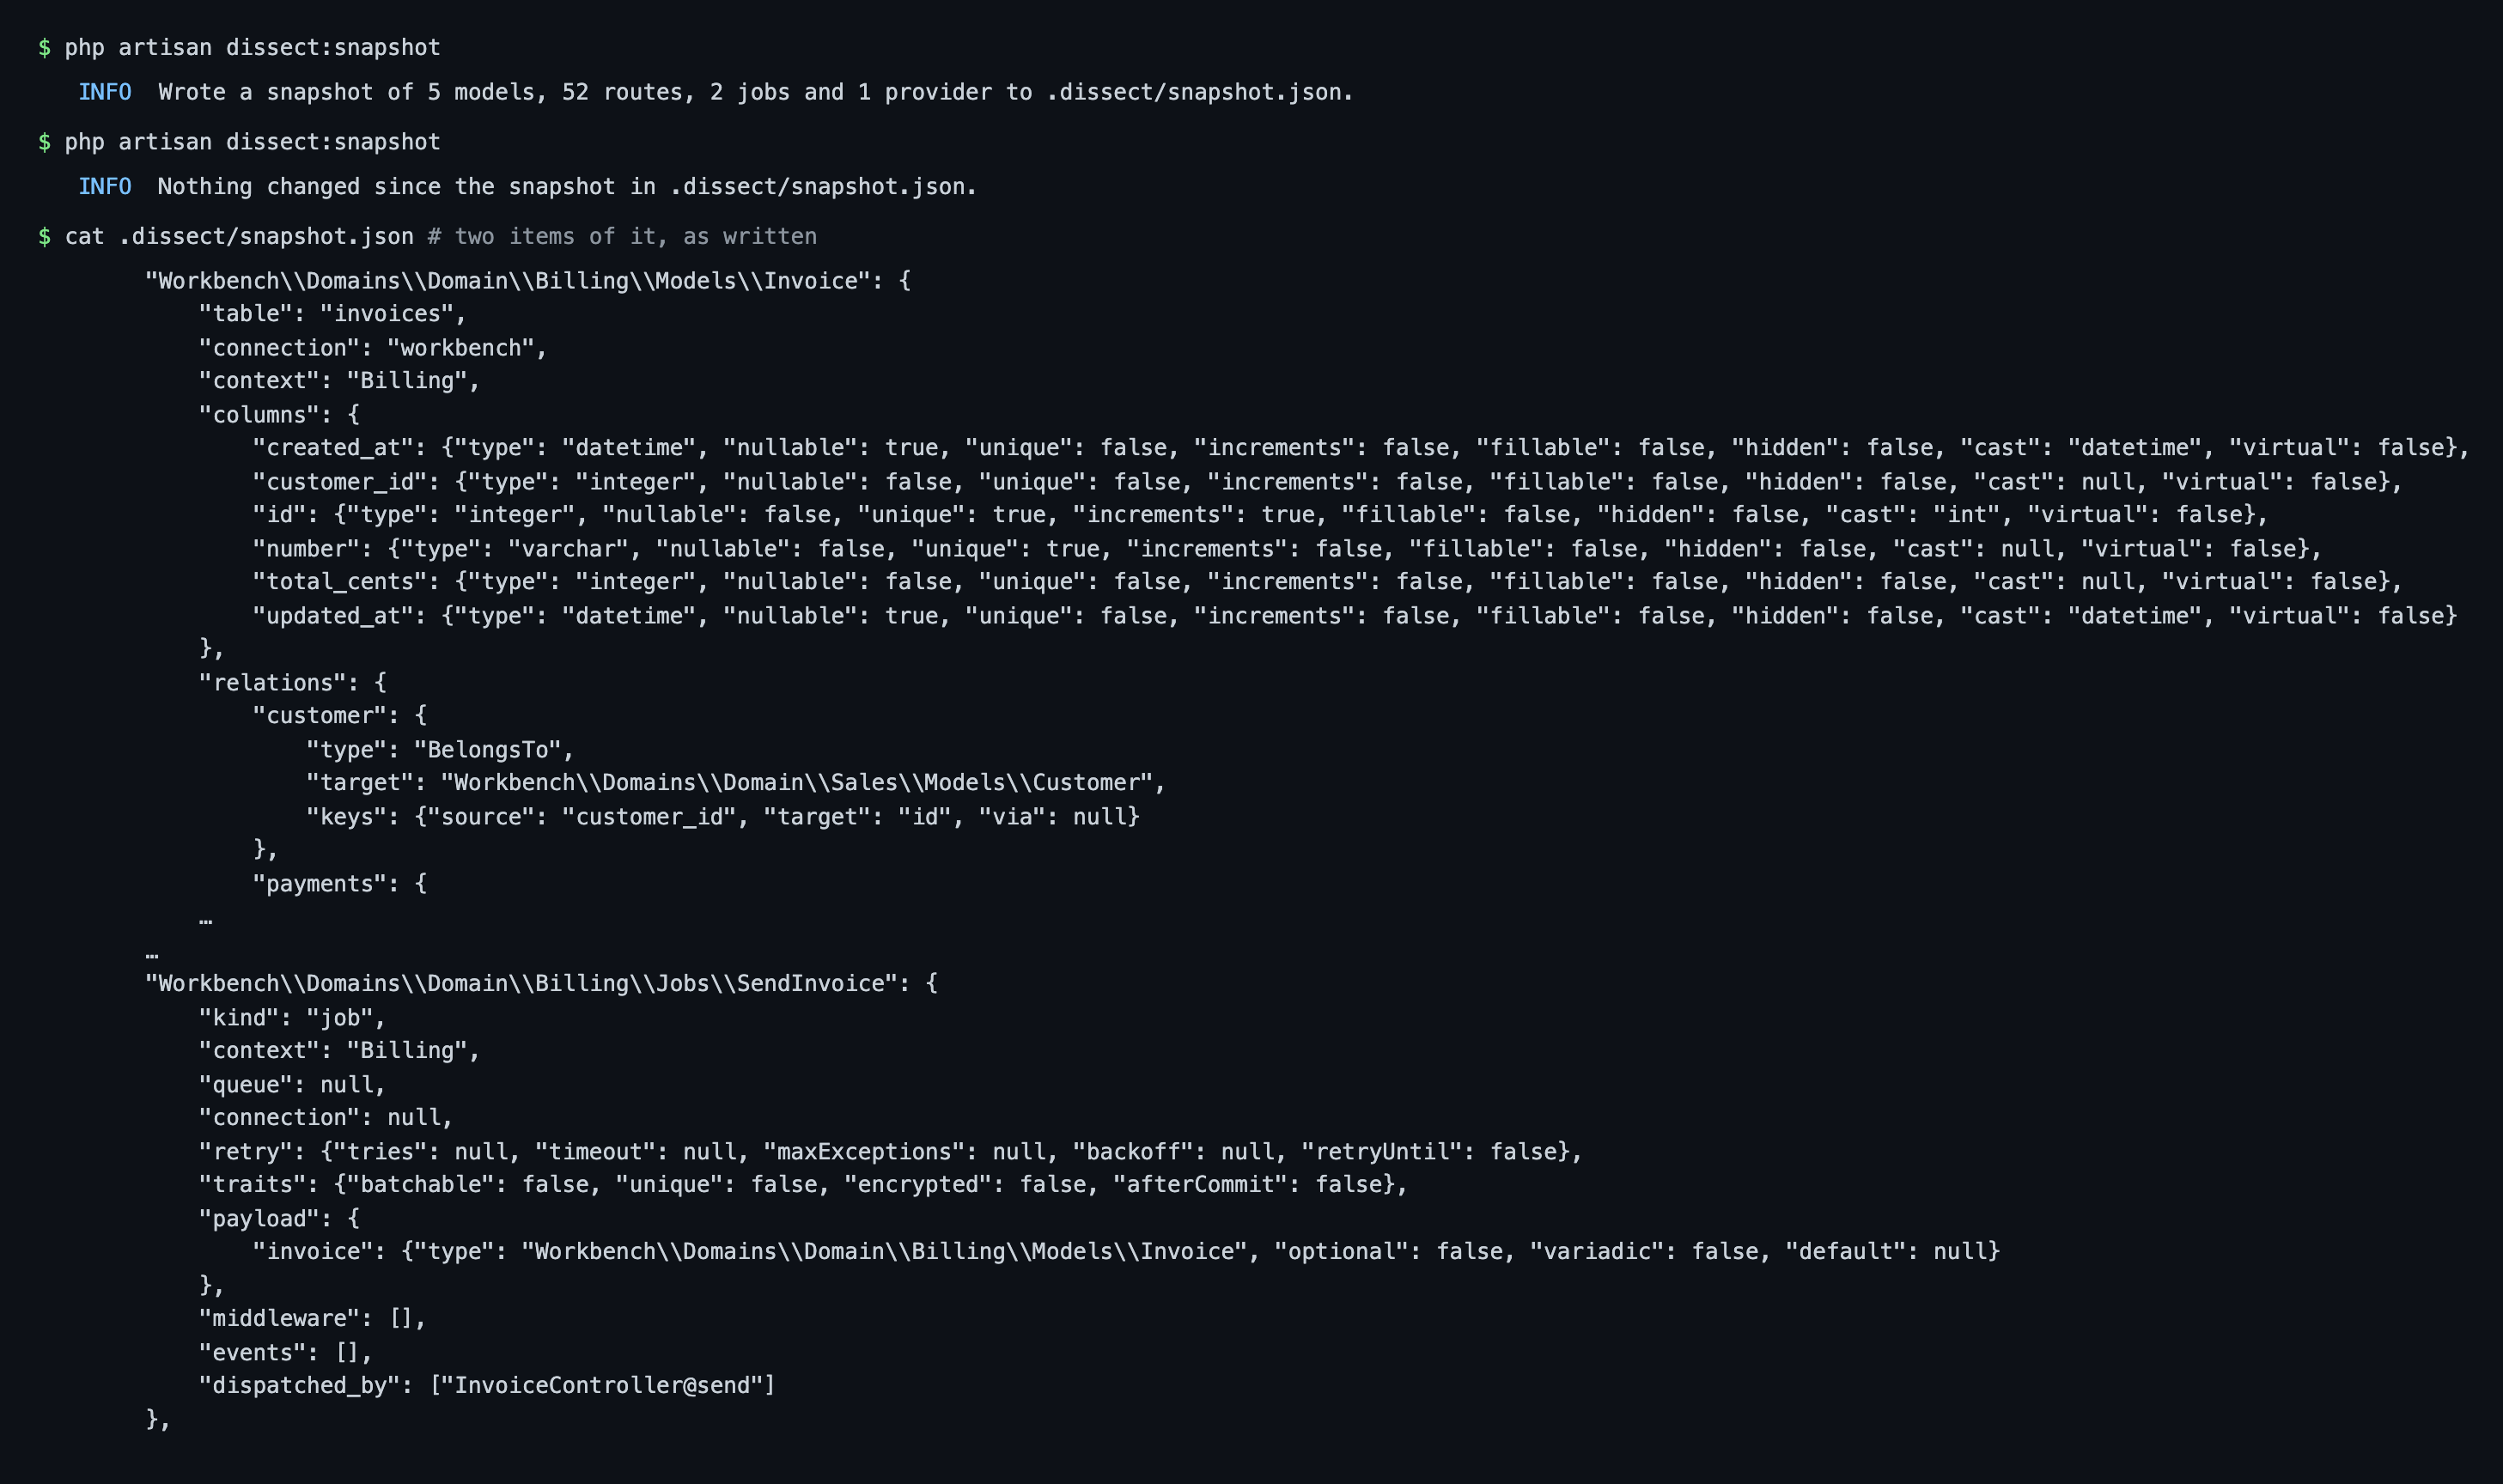 $ php artisan dissect:snapshot
   INFO  Wrote a snapshot of 5 models, 52 routes, 2 jobs and 1 provider to .dissect/snapshot.json.
$ php artisan dissect:snapshot
   INFO  Nothing changed since the snapshot in .dissect/snapshot.json.
$ cat .dissect/snapshot.json # two items of it, as written
        "Workbench\\Domains\\Domain\\Billing\\Models\\Invoice": {
            "table": "invoices",
            "connection": "workbench",
            "context": "Billing",
            "columns": {
                "created_at": {"type": "datetime", "nullable": true, "unique": false, "increments": false, "fillable": false, "hidden": false, "cast": "datetime", "virtual": false},
                "customer_id": {"type": "integer", "nullable": false, "unique": false, "increments": false, "fillable": false, "hidden": false, "cast": null, "virtual": false},
                "id": {"type": "integer", "nullable": false, "unique": true, "increments": true, "fillable": false, "hidden": false, "cast": "int", "virtual": false},
                "number": {"type": "varchar", "nullable": false, "unique": true, "increments": false, "fillable": false, "hidden": false, "cast": null, "virtual": false},
                "total_cents": {"type": "integer", "nullable": false, "unique": false, "increments": false, "fillable": false, "hidden": false, "cast": null, "virtual": false},
                "updated_at": {"type": "datetime", "nullable": true, "unique": false, "increments": false, "fillable": false, "hidden": false, "cast": "datetime", "virtual": false}
            },
            "relations": {
                "customer": {
                    "type": "BelongsTo",
                    "target": "Workbench\\Domains\\Domain\\Sales\\Models\\Customer",
                    "keys": {"source": "customer_id", "target": "id", "via": null}
                },
                "payments": {
            …
        …
        "Workbench\\Domains\\Domain\\Billing\\Jobs\\SendInvoice": {
            "kind": "job",
            "context": "Billing",
            "queue": null,
            "connection": null,
            "retry": {"tries": null, "timeout": null, "maxExceptions": null, "backoff": null, "retryUntil": false},
            "traits": {"batchable": false, "unique": false, "encrypted": false, "afterCommit": false},
            "payload": {
                "invoice": {"type": "Workbench\\Domains\\Domain\\Billing\\Models\\Invoice", "optional": false, "variadic": false, "default": null}
            },
            "middleware": [],
            "events": [],
            "dispatched_by": ["InvoiceController@send"]
        },